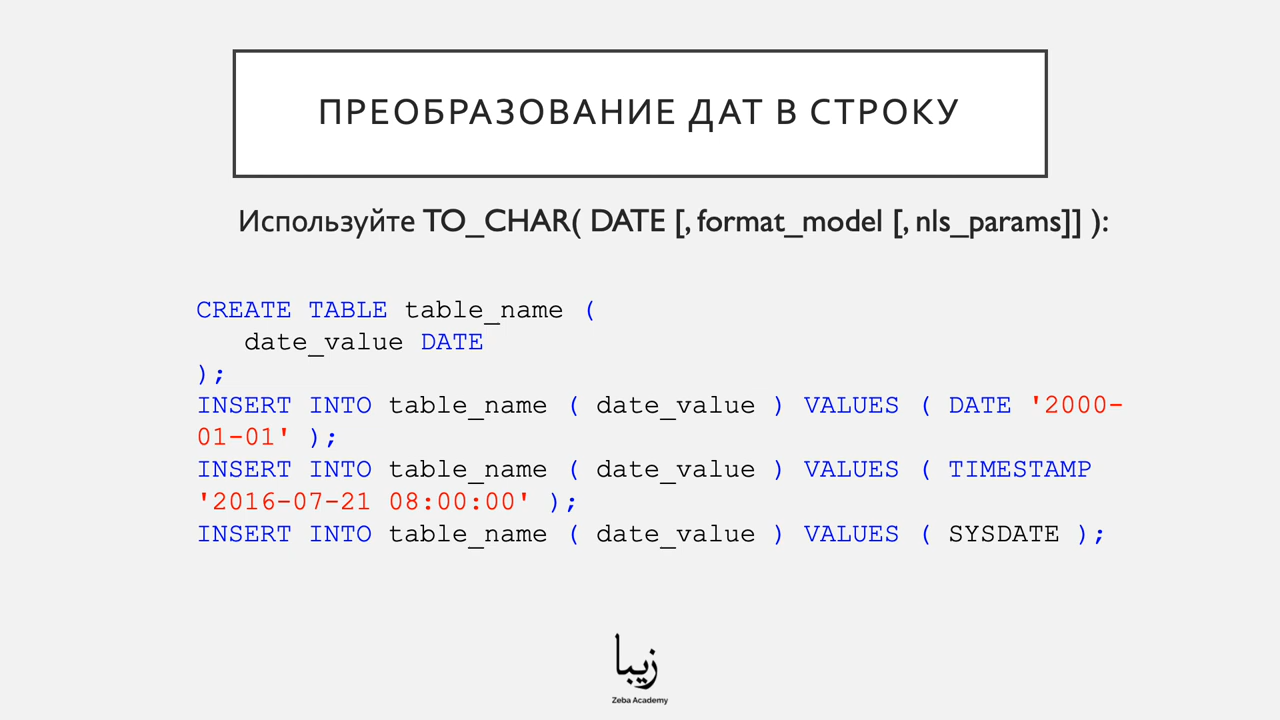 ПРЕОБРАЗОВАНИЕ ДАТ В СТРОКУ
Используйте TO_CHAR( DATE [, format_model [, nls_params]] ):
CREATE TABLE table_name (
date_value DATE
);
INSERT INTO table_name ( date_value ) VALUES ( DATE '2000-
01-01' );
INSERT INTO table_name ( date_value ) VALUES ( TIMESTAMP
'2016-07-21 08:00:00' );
INSERT INTO table_name ( date_value ) VALUES ( SYSDATE );
زيبا
Zeba Academy